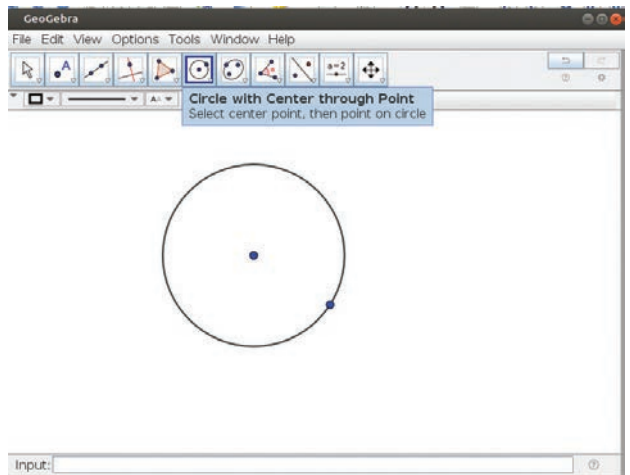 GeoGebra
File Edit View Options Tools Window Help
A
a=2
Circle with Center through Point
Select center point, then point on circle
Input: